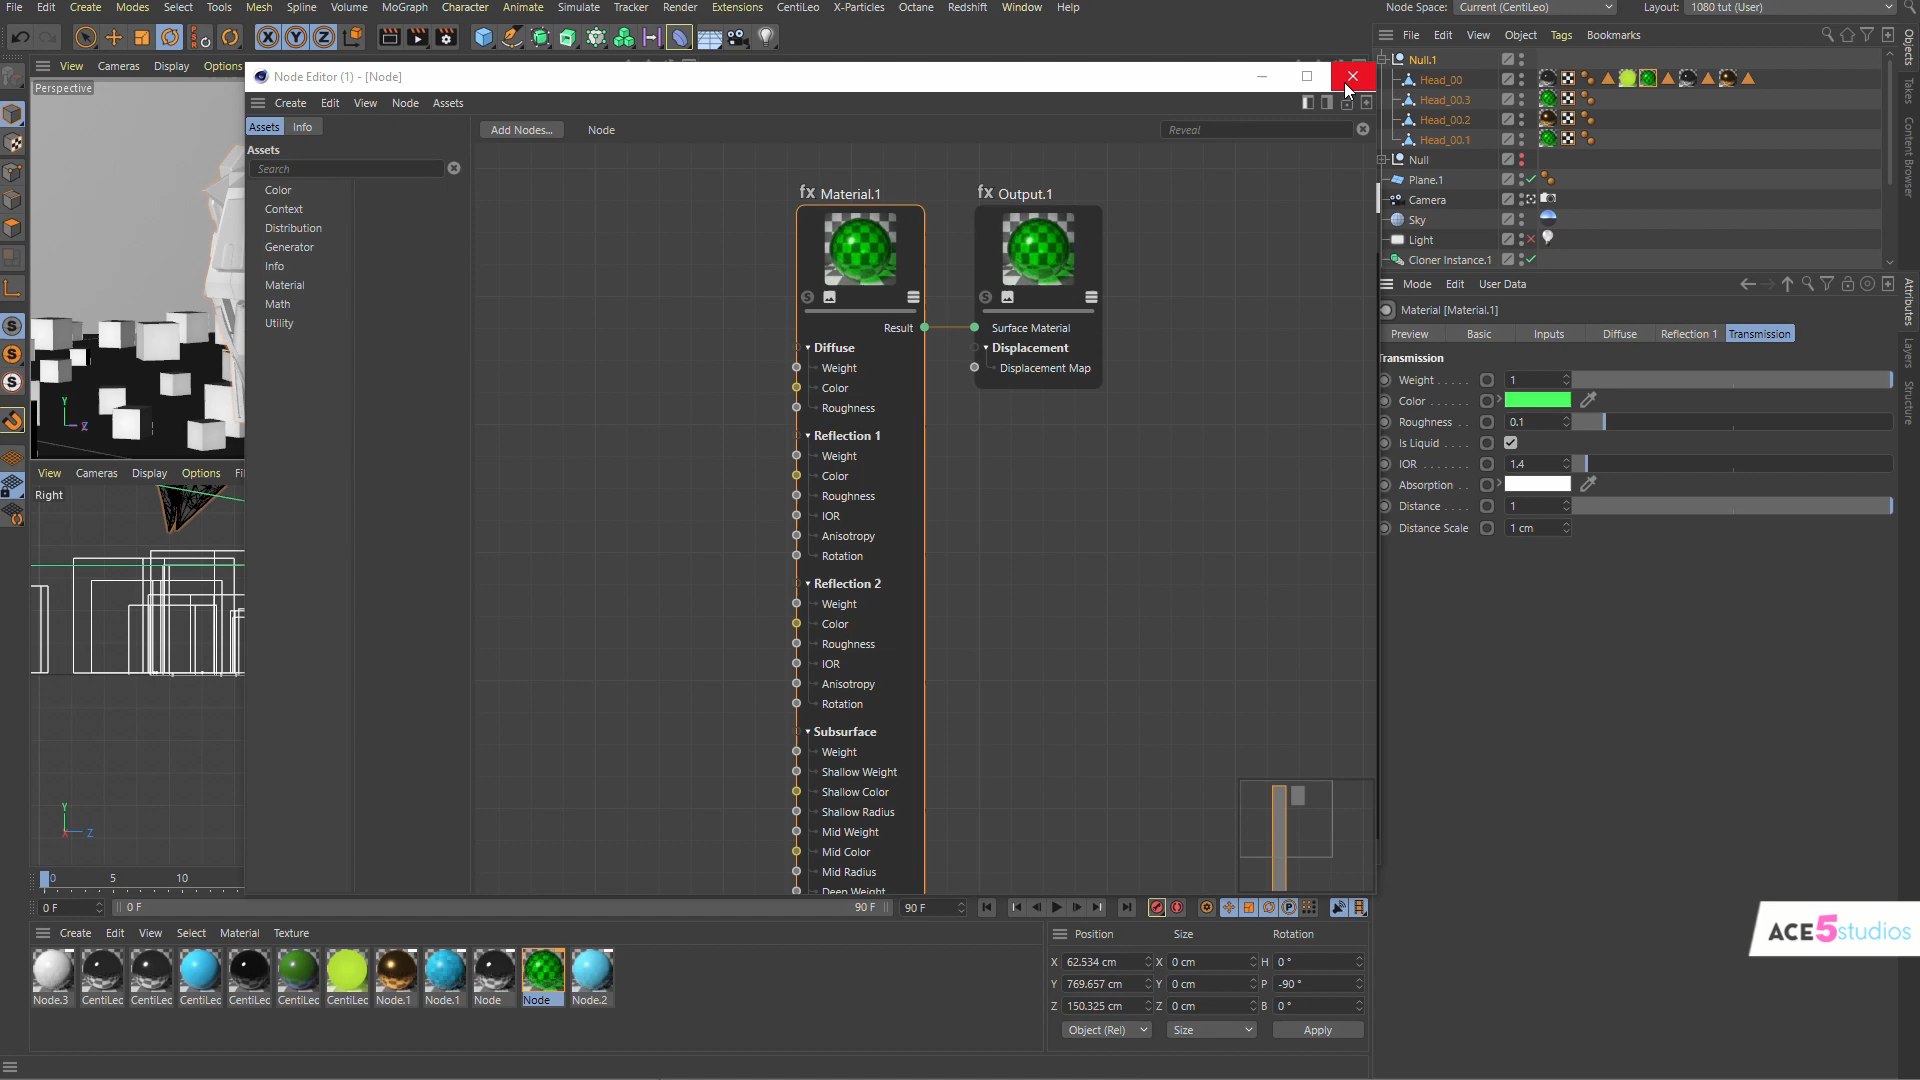 File Edit Create Modes Select Tools Mesh Spline Volume MoGraph Character Animate Simulate Tracker Render Extensions CentiLeo X-Particles Octane Redshift Window Help
Node Space: Current (CentiLeo) Layout: 1080 tut (User)
View Cameras Display Options
Perspective
Node Editor (1) - [Node]
Create Edit View Node Assets
Assets Info
Add Nodes... Node
Reveal
Assets
Search
Color
Context
Distribution
Generator
Info
Material
Math
Utility
Material.1
Result
Diffuse
Weight
Color
Roughness
Reflection 1
Weight
Color
Roughness
IOR
Anisotropy
Rotation
Reflection 2
Weight
Color
Roughness
IOR
Anisotropy
Rotation
Subsurface
Weight
Shallow Weight
Shallow Color
Shallow Radius
Mid Weight
Mid Color
Mid Radius
Deep Weight
Output.1
Surface Material
Displacement
Displacement Map
File Edit View Object Tags Bookmarks
Null.1
Head_00
Head_00.3
Head_00.2
Head_00.1
Null
Plane.1
Camera
Sky
Light
Cloner Instance.1
Objects
Takes
Content Browser
Mode Edit User Data
Material [Material.1]
Preview Basic Inputs Diffuse Reflection 1 Transmission
Transmission
Weight 1
Color
Roughness 0.1
Is Liquid
IOR 1.4
Absorption
Distance 1
Distance Scale 1 cm
Attributes
Layers
Structure
View Cameras Display Options
Right
0 5 10
0 F 0 F 90 F 90 F
Create Edit View Select Material Texture
Node.3 CentiLec CentiLec CentiLec CentiLec CentiLec CentiLec Node.1 Node.1 Node Node Node.2
Position Size Rotation
X 62.534 cm X 0 cm H 0 °
Y 769.657 cm Y 0 cm P -90 °
Z 150.325 cm Z 0 cm B 0 °
Object (Rel) Size Apply
ACE5studios